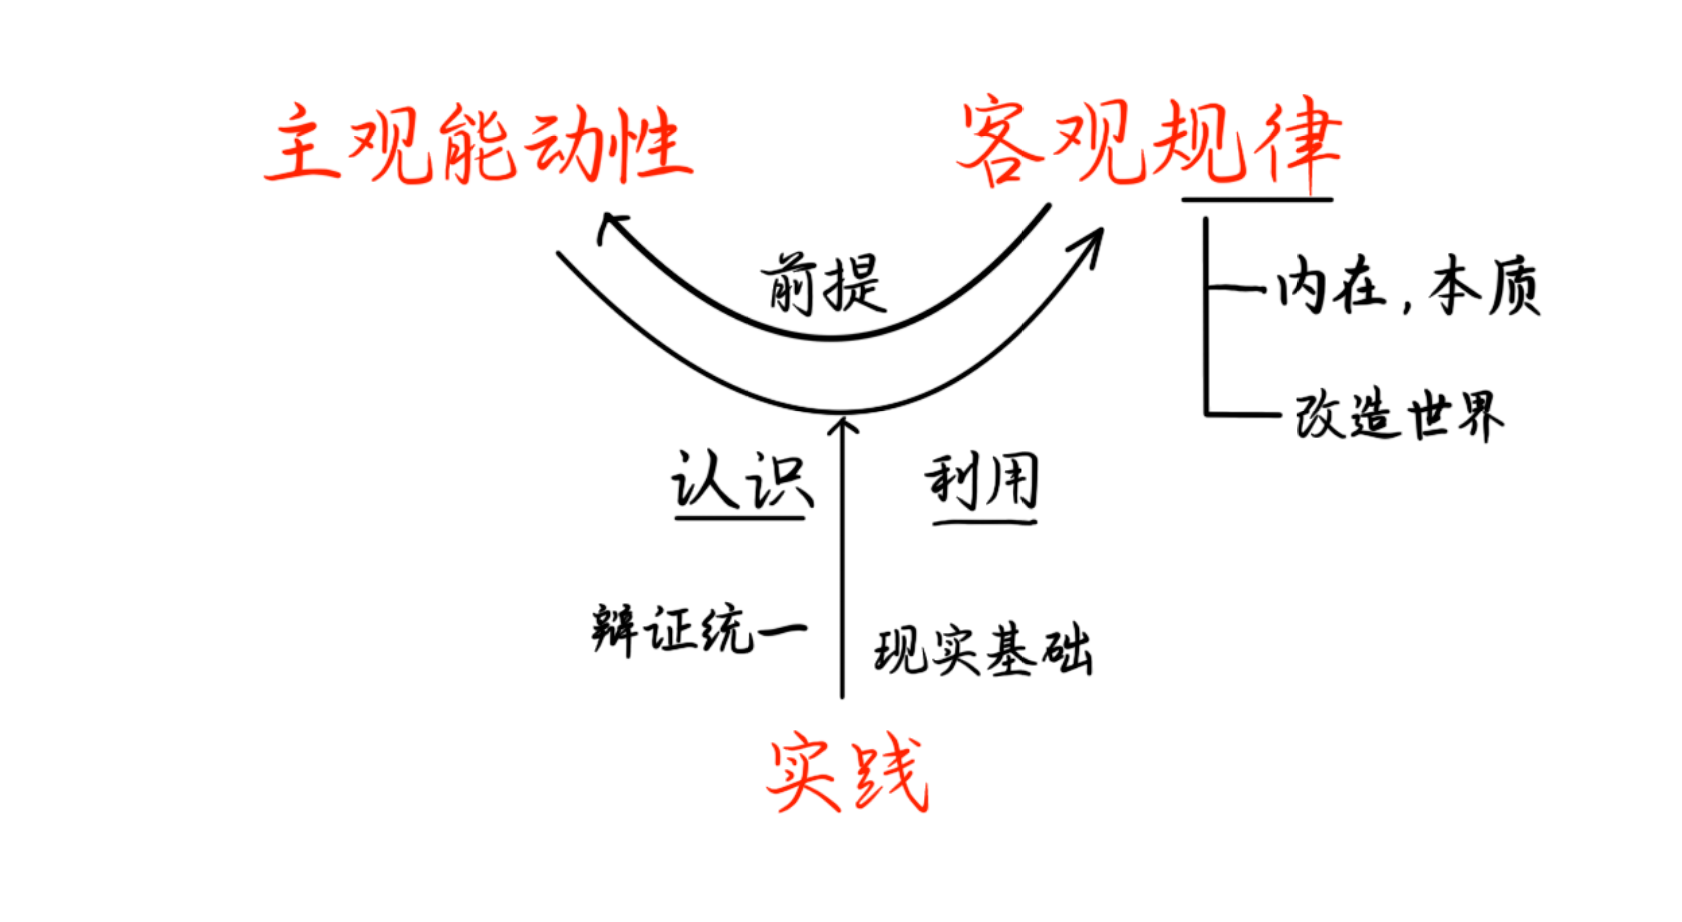 主观能动性
客观规律
前提
内在,本质
改造世界
认识
利用
辩证统一
现实基础
实践